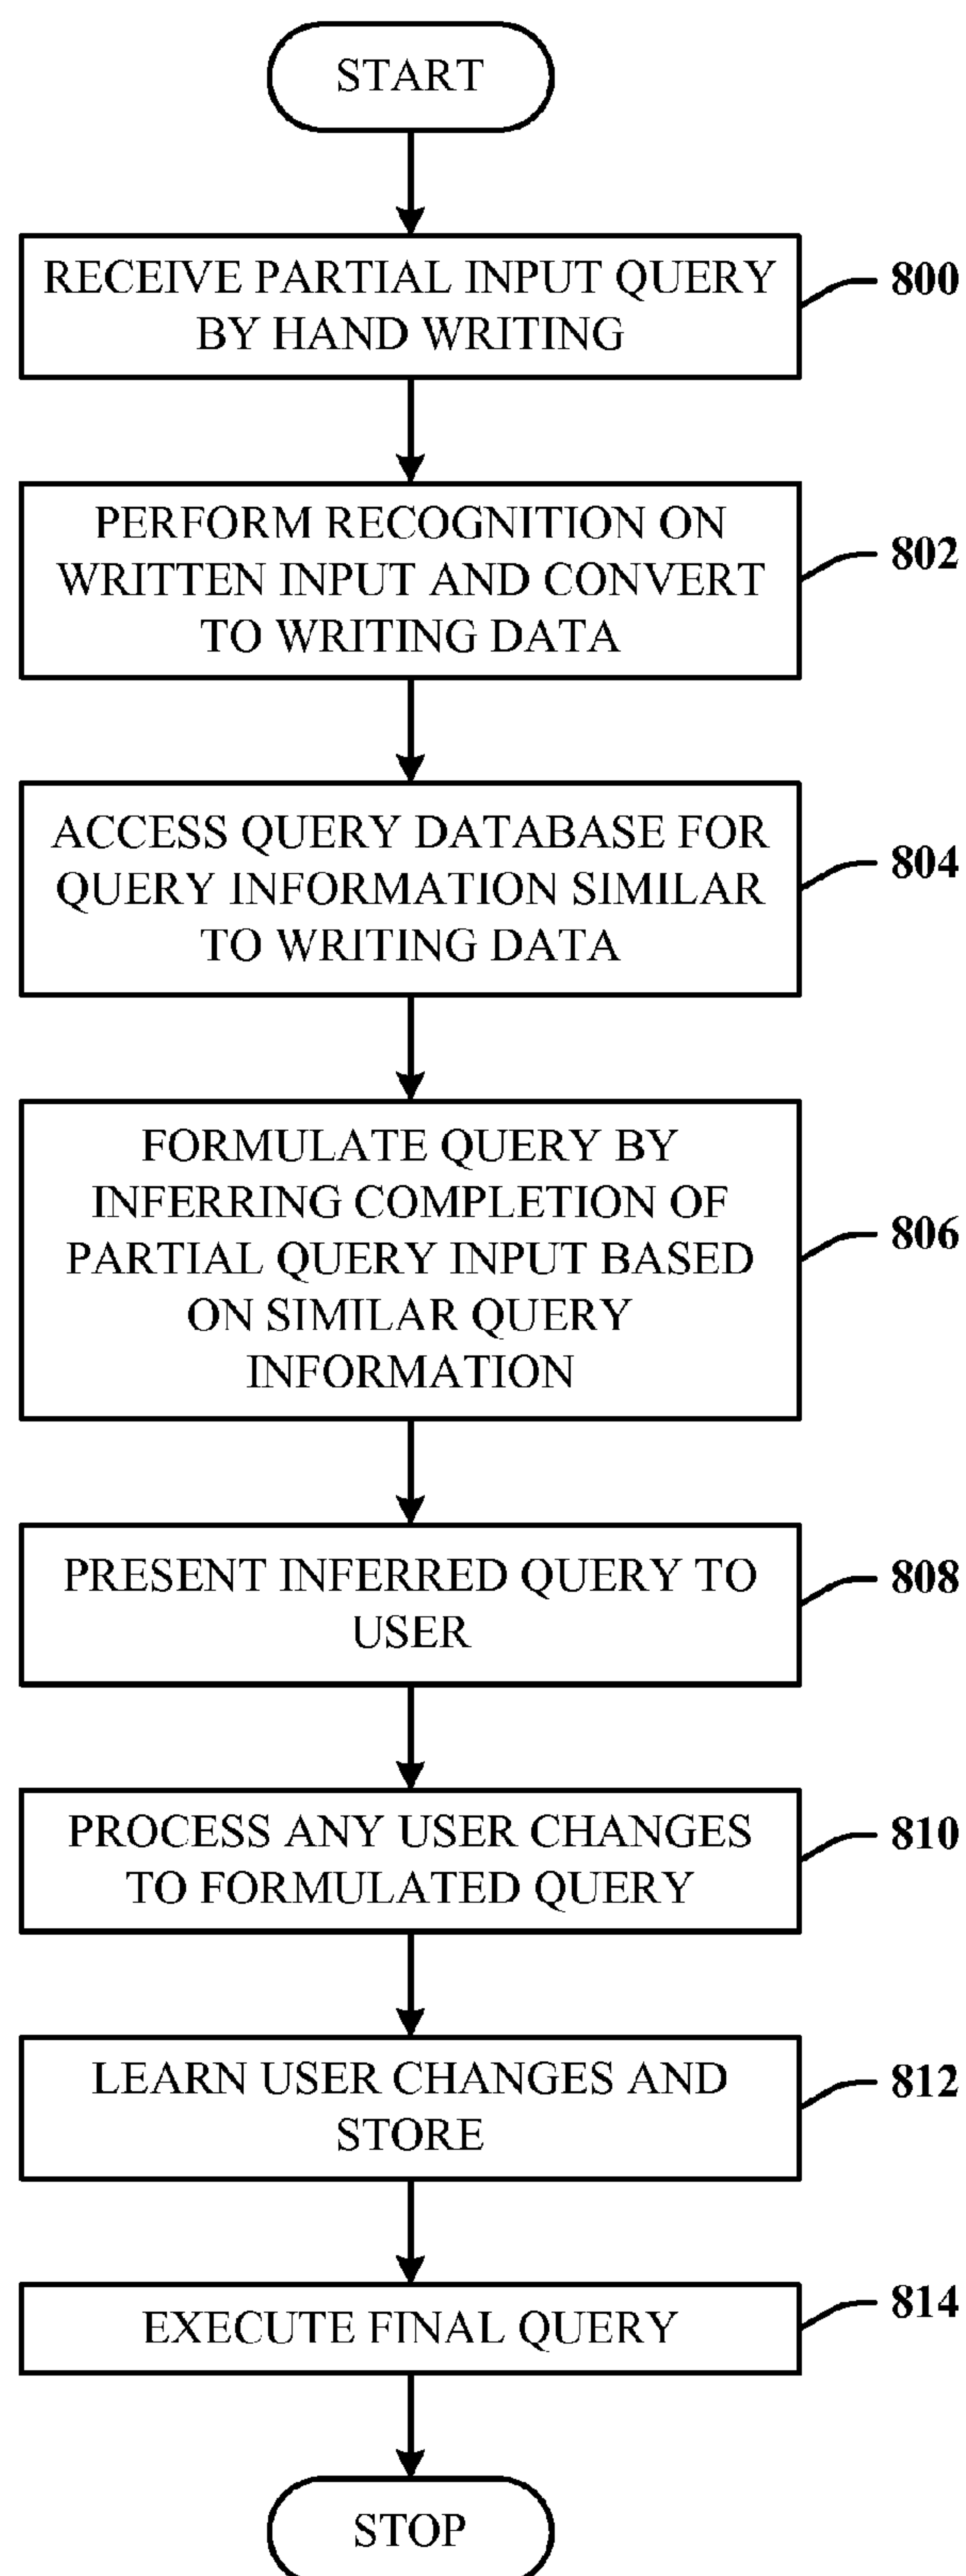 START
RECEIVE PARTIAL INPUT QUERY
BY HAND WRITING
800
PERFORM RECOGNITION ON
WRITTEN INPUT AND CONVERT
TO WRITING DATA
802
ACCESS QUERY DATABASE FOR
QUERY INFORMATION SIMILAR
TO WRITING DATA
804
FORMULATE QUERY BY
INFERRING COMPLETION OF
PARTIAL QUERY INPUT BASED
ON SIMILAR QUERY
INFORMATION
806
PRESENT INFERRED QUERY TO
USER
808
PROCESS ANY USER CHANGES
TO FORMULATED QUERY
810
LEARN USER CHANGES AND
STORE
812
EXECUTE FINAL QUERY
814
STOP